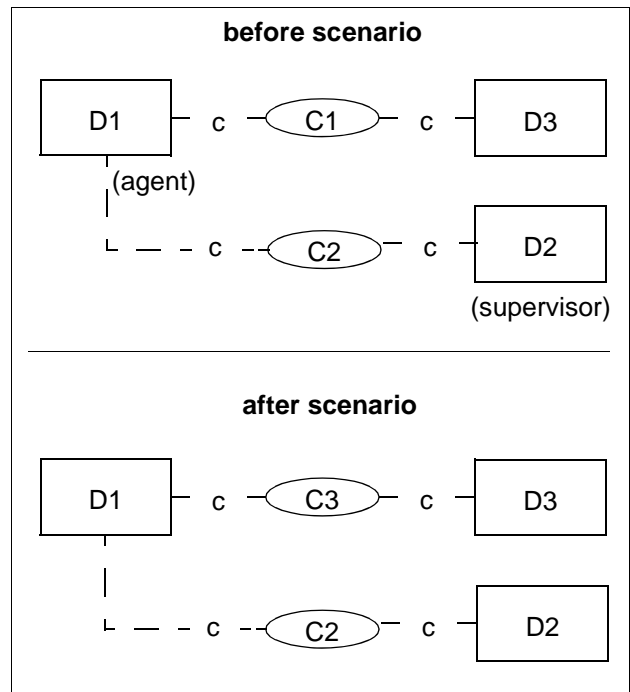 before scenario
D1 c C1 c D3
(agent)
c C2 c D2
(supervisor)
after scenario
D1 c C3 c D3
c C2 c D2